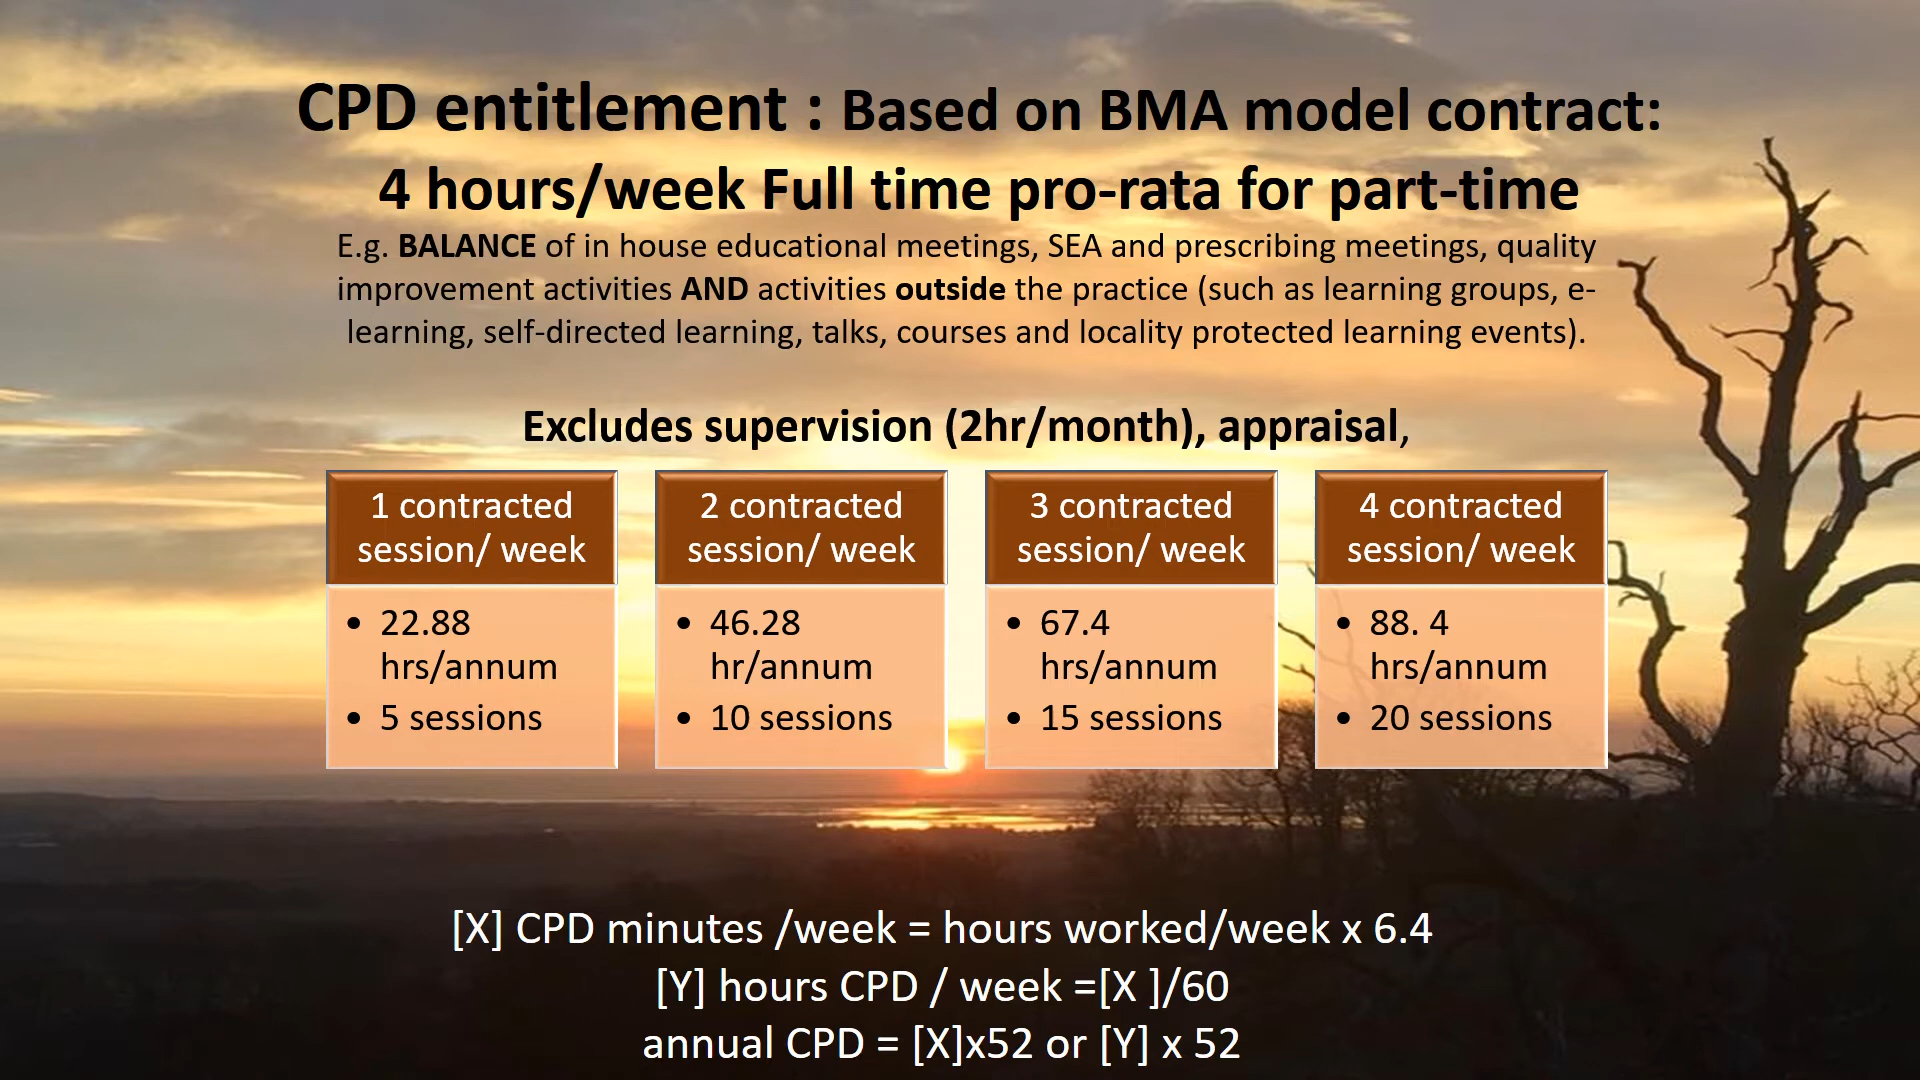 CPD entitlement : Based on BMA model contract:
4 hours/week Full time pro-rata for part-time
E.g. BALANCE of in house educational meetings, SEA and prescribing meetings, quality
improvement activities AND activities outside the practice (such as learning groups, e-
learning, self-directed learning, talks, courses and locality protected learning events).
Excludes supervision (2hr/month), appraisal,
1 contracted
session/ week
• 22.88
hrs/annum
• 5 sessions
2 contracted
session/ week
• 46.28
hr/annum
• 10 sessions
3 contracted
session/ week
• 67.4
hrs/annum
• 15 sessions
4 contracted
session/ week
• 88. 4
hrs/annum
• 20 sessions
[X] CPD minutes /week = hours worked/week x 6.4
[Y] hours CPD / week =[X ]/60
annual CPD = [X]x52 or [Y] x 52